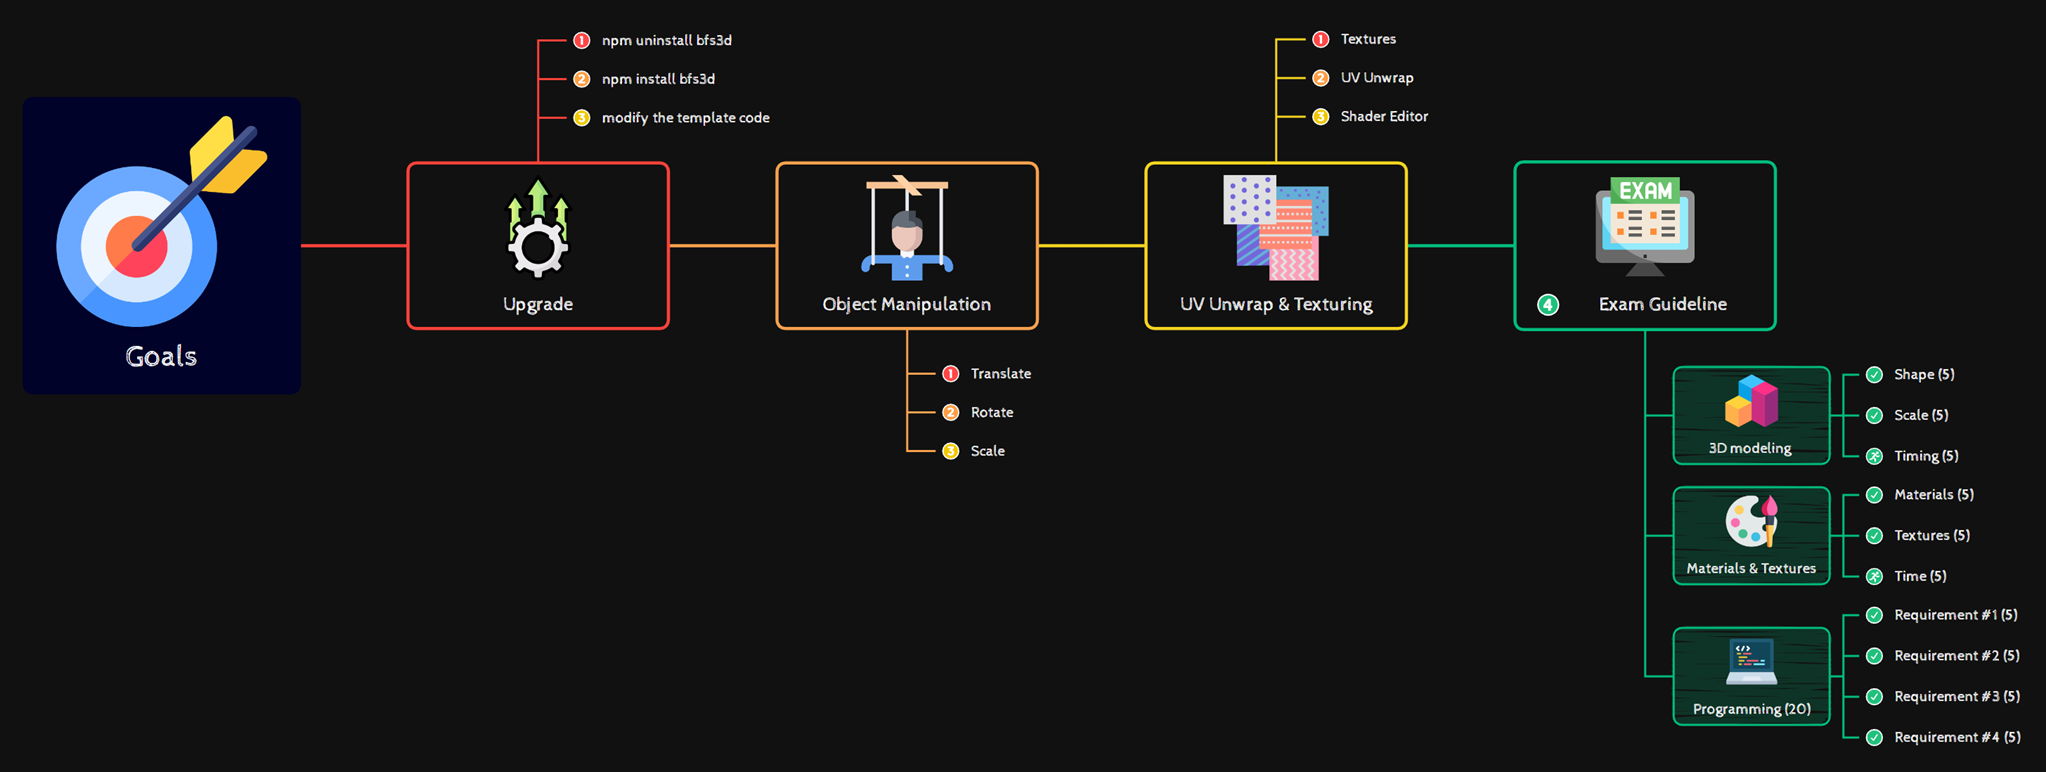 Goals
1 npm uninstall bfs3d
2 npm install bfs3d
3 modify the template code
Upgrade
Object Manipulation
1 Translate
2 Rotate
3 Scale
1 Textures
2 UV Unwrap
3 Shader Editor
UV Unwrap & Texturing
EXAM
4 Exam Guideline
3D modeling
Shape (5)
Scale (5)
Timing (5)
Materials & Textures
Materials (5)
Textures (5)
Time (5)
</>
Programming (20)
Requirement #1 (5)
Requirement #2 (5)
Requirement #3 (5)
Requirement #4 (5)